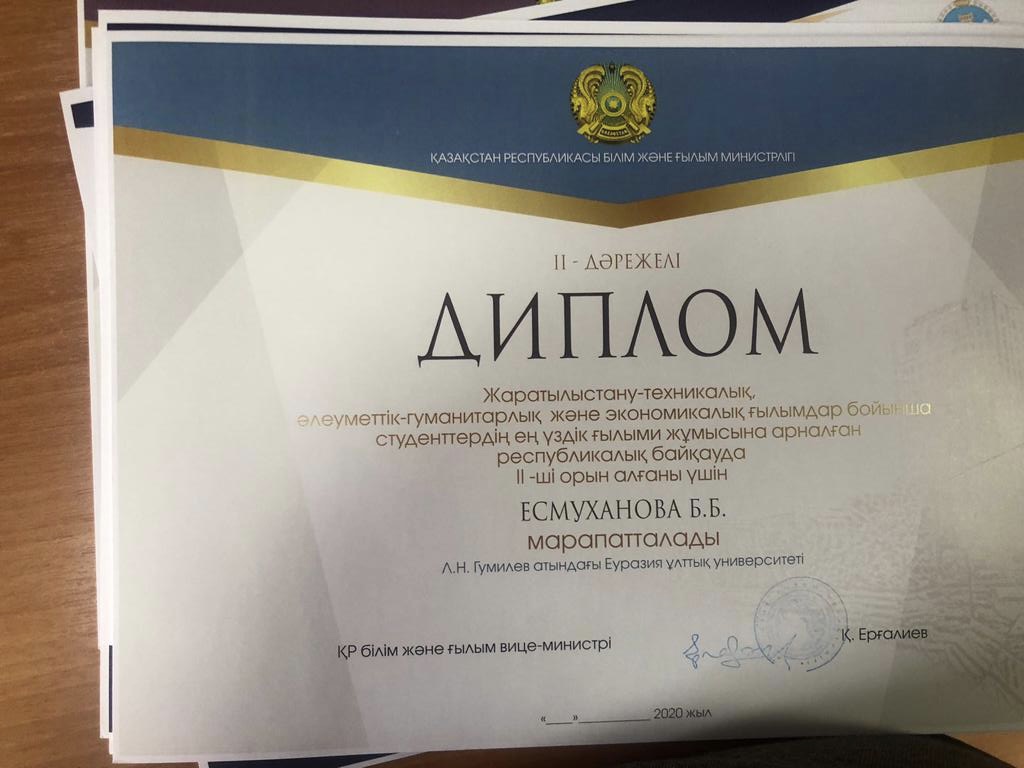 ҚАЗАҚСТАН РЕСПУБЛИКАСЫ БІЛІМ ЖӘНЕ ҒЫЛЫМ МИНИСТРЛІГІ
II - ДӘРЕЖЕЛІ
ДИПЛОМ
Жаратылыстану-техникалық,
әлеуметтік-гуманитарлық және экономикалық ғылымдар бойынша
студенттердің ең үздік ғылыми жұмысына арналған
республикалық байқауда
II -ші орын алғаны үшін
ЕСМУХАНОВА Б.Б.
марапатталады
Л.Н. Гумилев атындағы Еуразия ұлттық университеті
ҚР білім және ғылым вице-министрі Қ. Ерғалиев
«____»___________ 2020 жыл